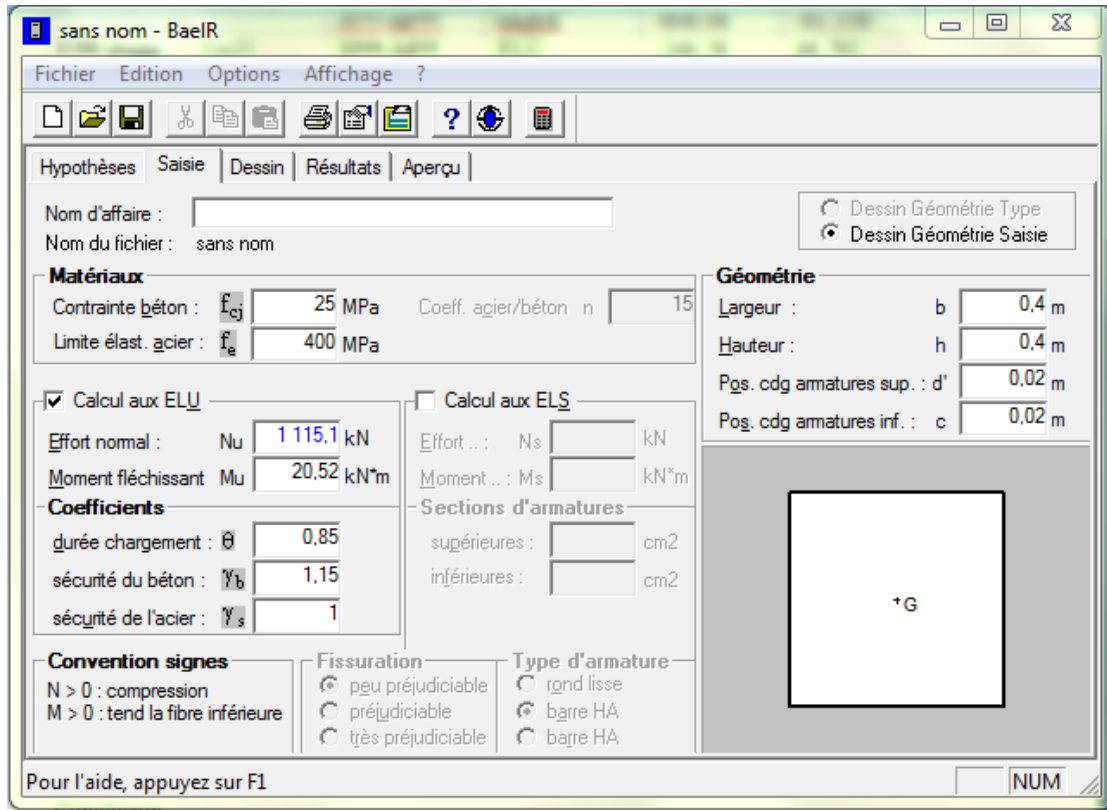 sans nom - BaelR
Fichier Edition Options Affichage ?
Hypothèses Saisie Dessin Résultats Aperçu
Nom d'affaire :
Nom du fichier : sans nom
Dessin Géométrie Type
Dessin Géométrie Saisie
Matériaux
Contrainte béton : fcj 25 MPa Coeff. acier/béton n 15
Limite élast. acier : fe 400 MPa
Géométrie
Largeur : b 0,4 m
Hauteur : h 0,4 m
Pos. cdg armatures sup. : d' 0,02 m
Pos. cdg armatures inf. : c 0,02 m
Calcul aux ELU
Effort normal : Nu 1 115,1 kN
Moment fléchissant Mu 20,52 kN*m
Calcul aux ELS
Effort .. : Ns kN
Moment .. : Ms kN*m
Coefficients
durée chargement : θ 0,85
sécurité du béton : γb 1,15
sécurité de l'acier : γs 1
Sections d'armatures
supérieures : cm2
inférieures : cm2
+G
Convention signes
N > 0 : compression
M > 0 : tend la fibre inférieure
Fissuration
peu préjudiciable
préjudiciable
très préjudiciable
Type d'armature
rond lisse
barre HA
barre HA
Pour l'aide, appuyez sur F1 NUM